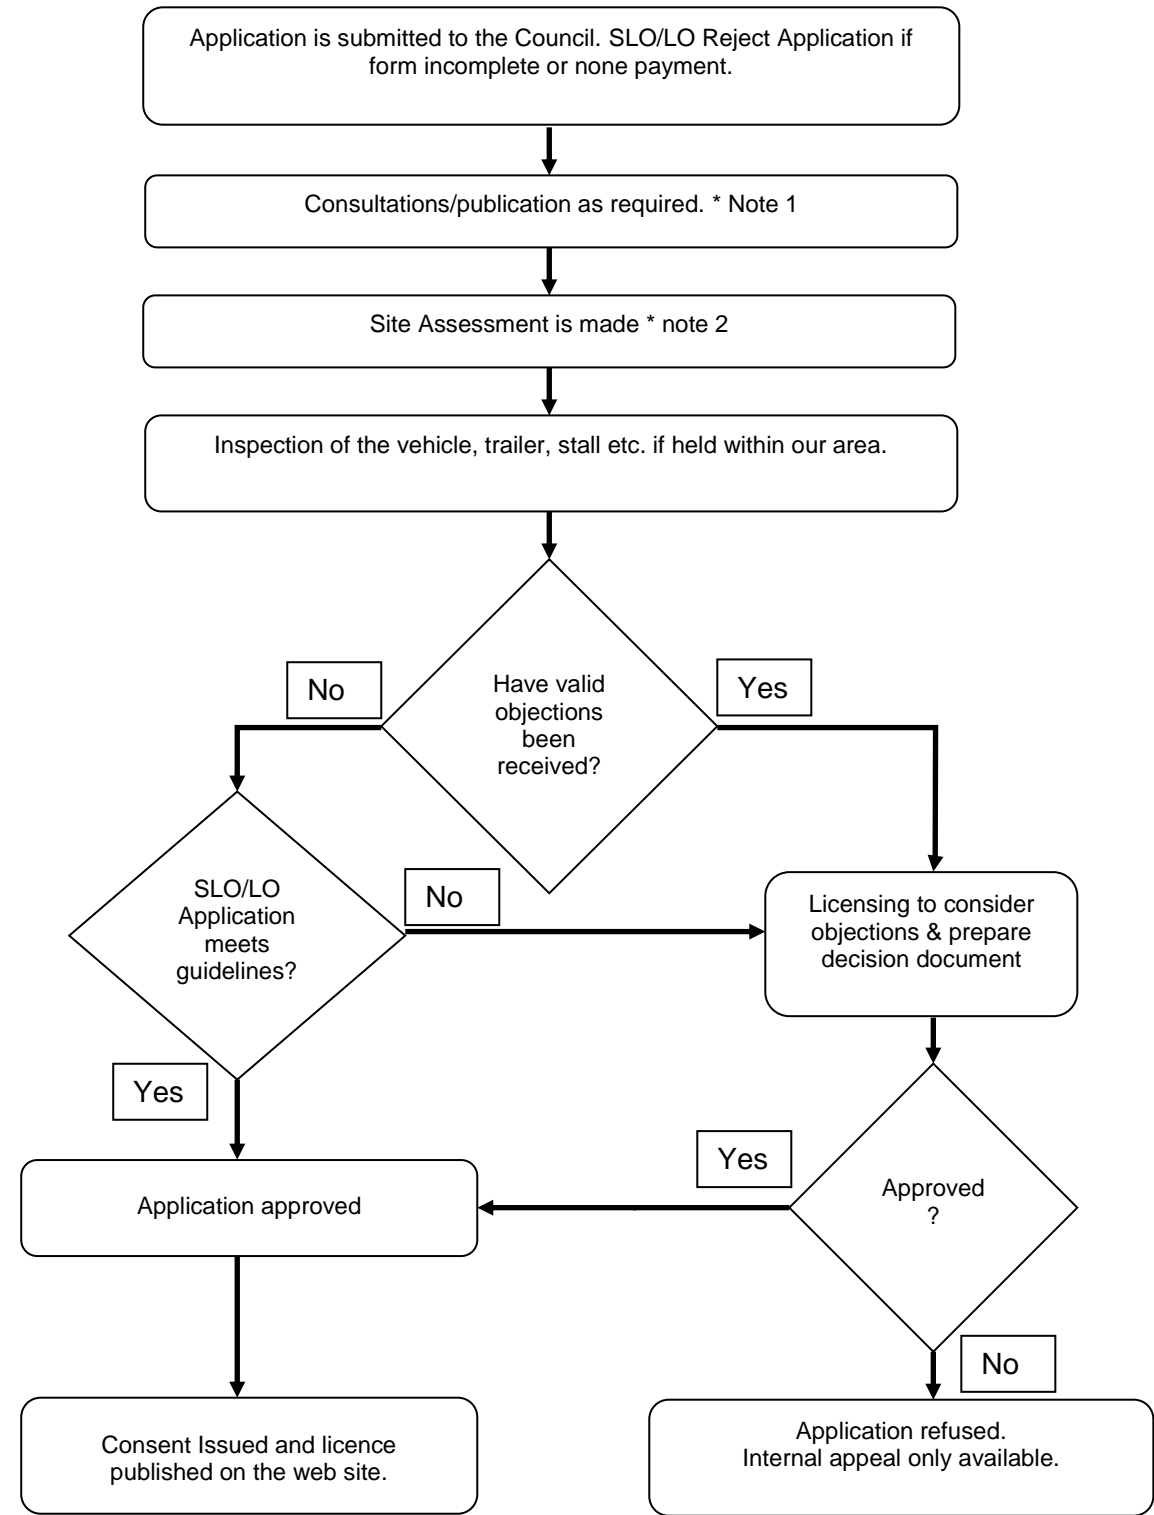 Application is submitted to the Council. SLO/LO Reject Application if
form incomplete or none payment.
Consultations/publication as required. * Note 1
Site Assessment is made * note 2
Inspection of the vehicle, trailer, stall etc. if held within our area.
Have valid
objections
been
received?
No
Yes
SLO/LO
Application
meets
guidelines?
No
Licensing to consider
objections & prepare
decision document
Yes
Yes
Approved
?
Application approved
No
Consent Issued and licence
published on the web site.
Application refused.
Internal appeal only available.